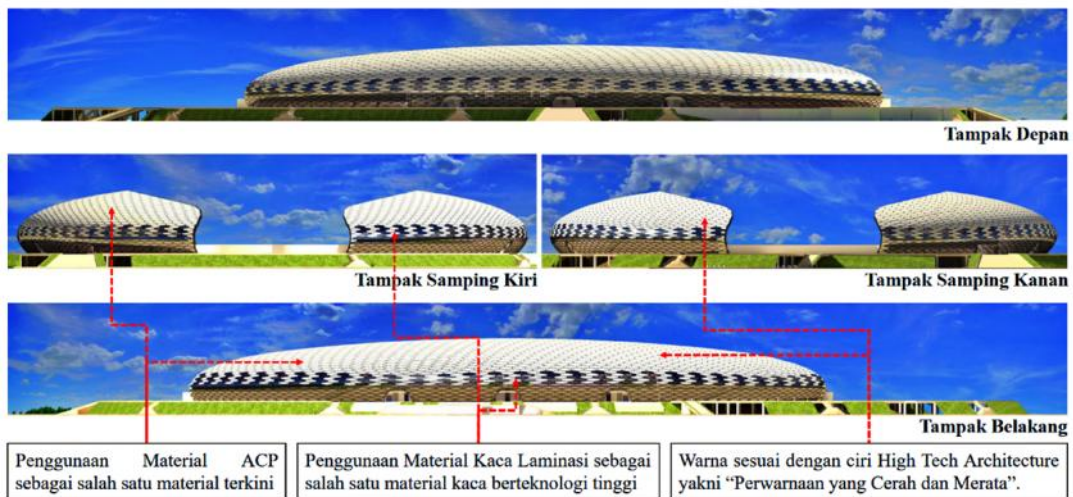 Tampak Depan
Tampak Samping Kiri
Tampak Samping Kanan
Tampak Belakang
Penggunaan Material ACP
sebagai salah satu material terkini
Penggunaan Material Kaca Laminasi sebagai
salah satu material kaca berteknologi tinggi
Warna sesuai dengan ciri High Tech Architecture
yakni “Perwarnaan yang Cerah dan Merata”.